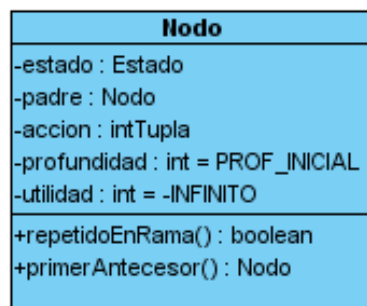 Nodo
-estado : Estado
-padre : Nodo
-accion : intTupla
-profundidad : int = PROF_INICIAL
-utilidad : int = -INFINITO
+repetidoEnRama() : boolean
+primerAntecesor() : Nodo